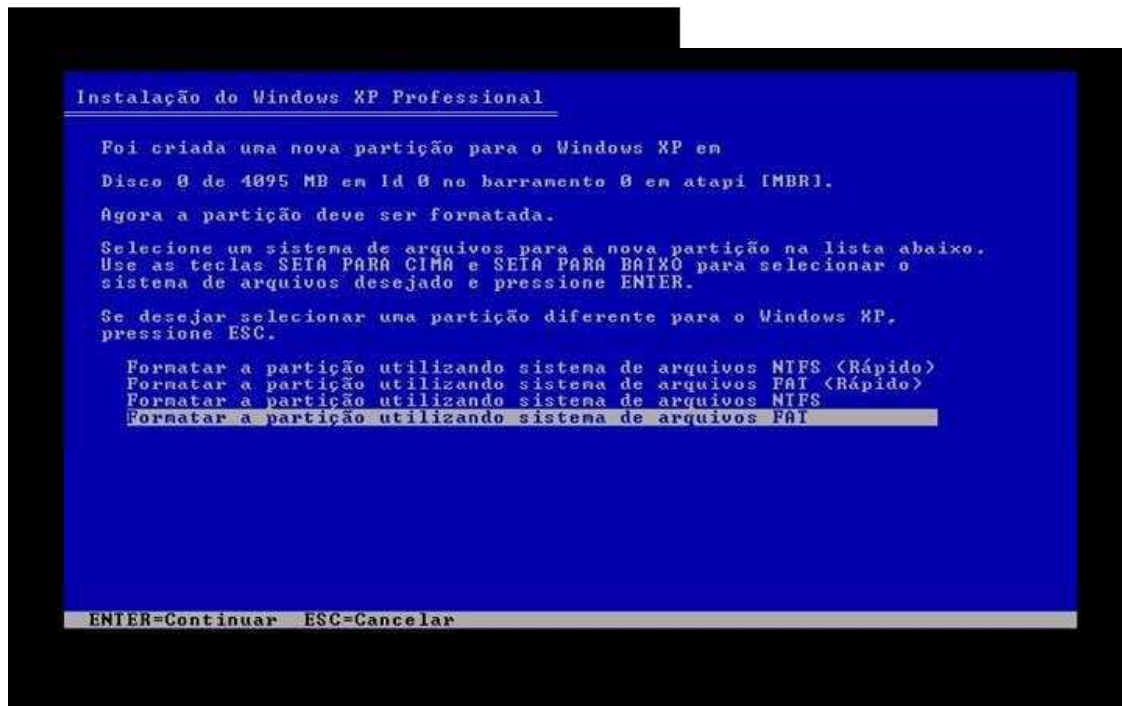 Instalação do Windows XP Professional
Foi criada uma nova partição para o Windows XP em
Disco 0 de 4095 MB em Id 0 no barramento 0 em atapi [MBR].
Agora a partição deve ser formatada.
Selecione um sistema de arquivos para a nova partição na lista abaixo.
Use as teclas SETA PARA CIMA e SETA PARA BAIXO para selecionar o
sistema de arquivos desejado e pressione ENTER.
Se desejar selecionar uma partição diferente para o Windows XP,
pressione ESC.
Formatar a partição utilizando sistema de arquivos NTFS (Rápido)
Formatar a partição utilizando sistema de arquivos FAT (Rápido)
Formatar a partição utilizando sistema de arquivos NTFS
Formatar a partição utilizando sistema de arquivos FAT
ENTER=Continuar ESC=Cancelar